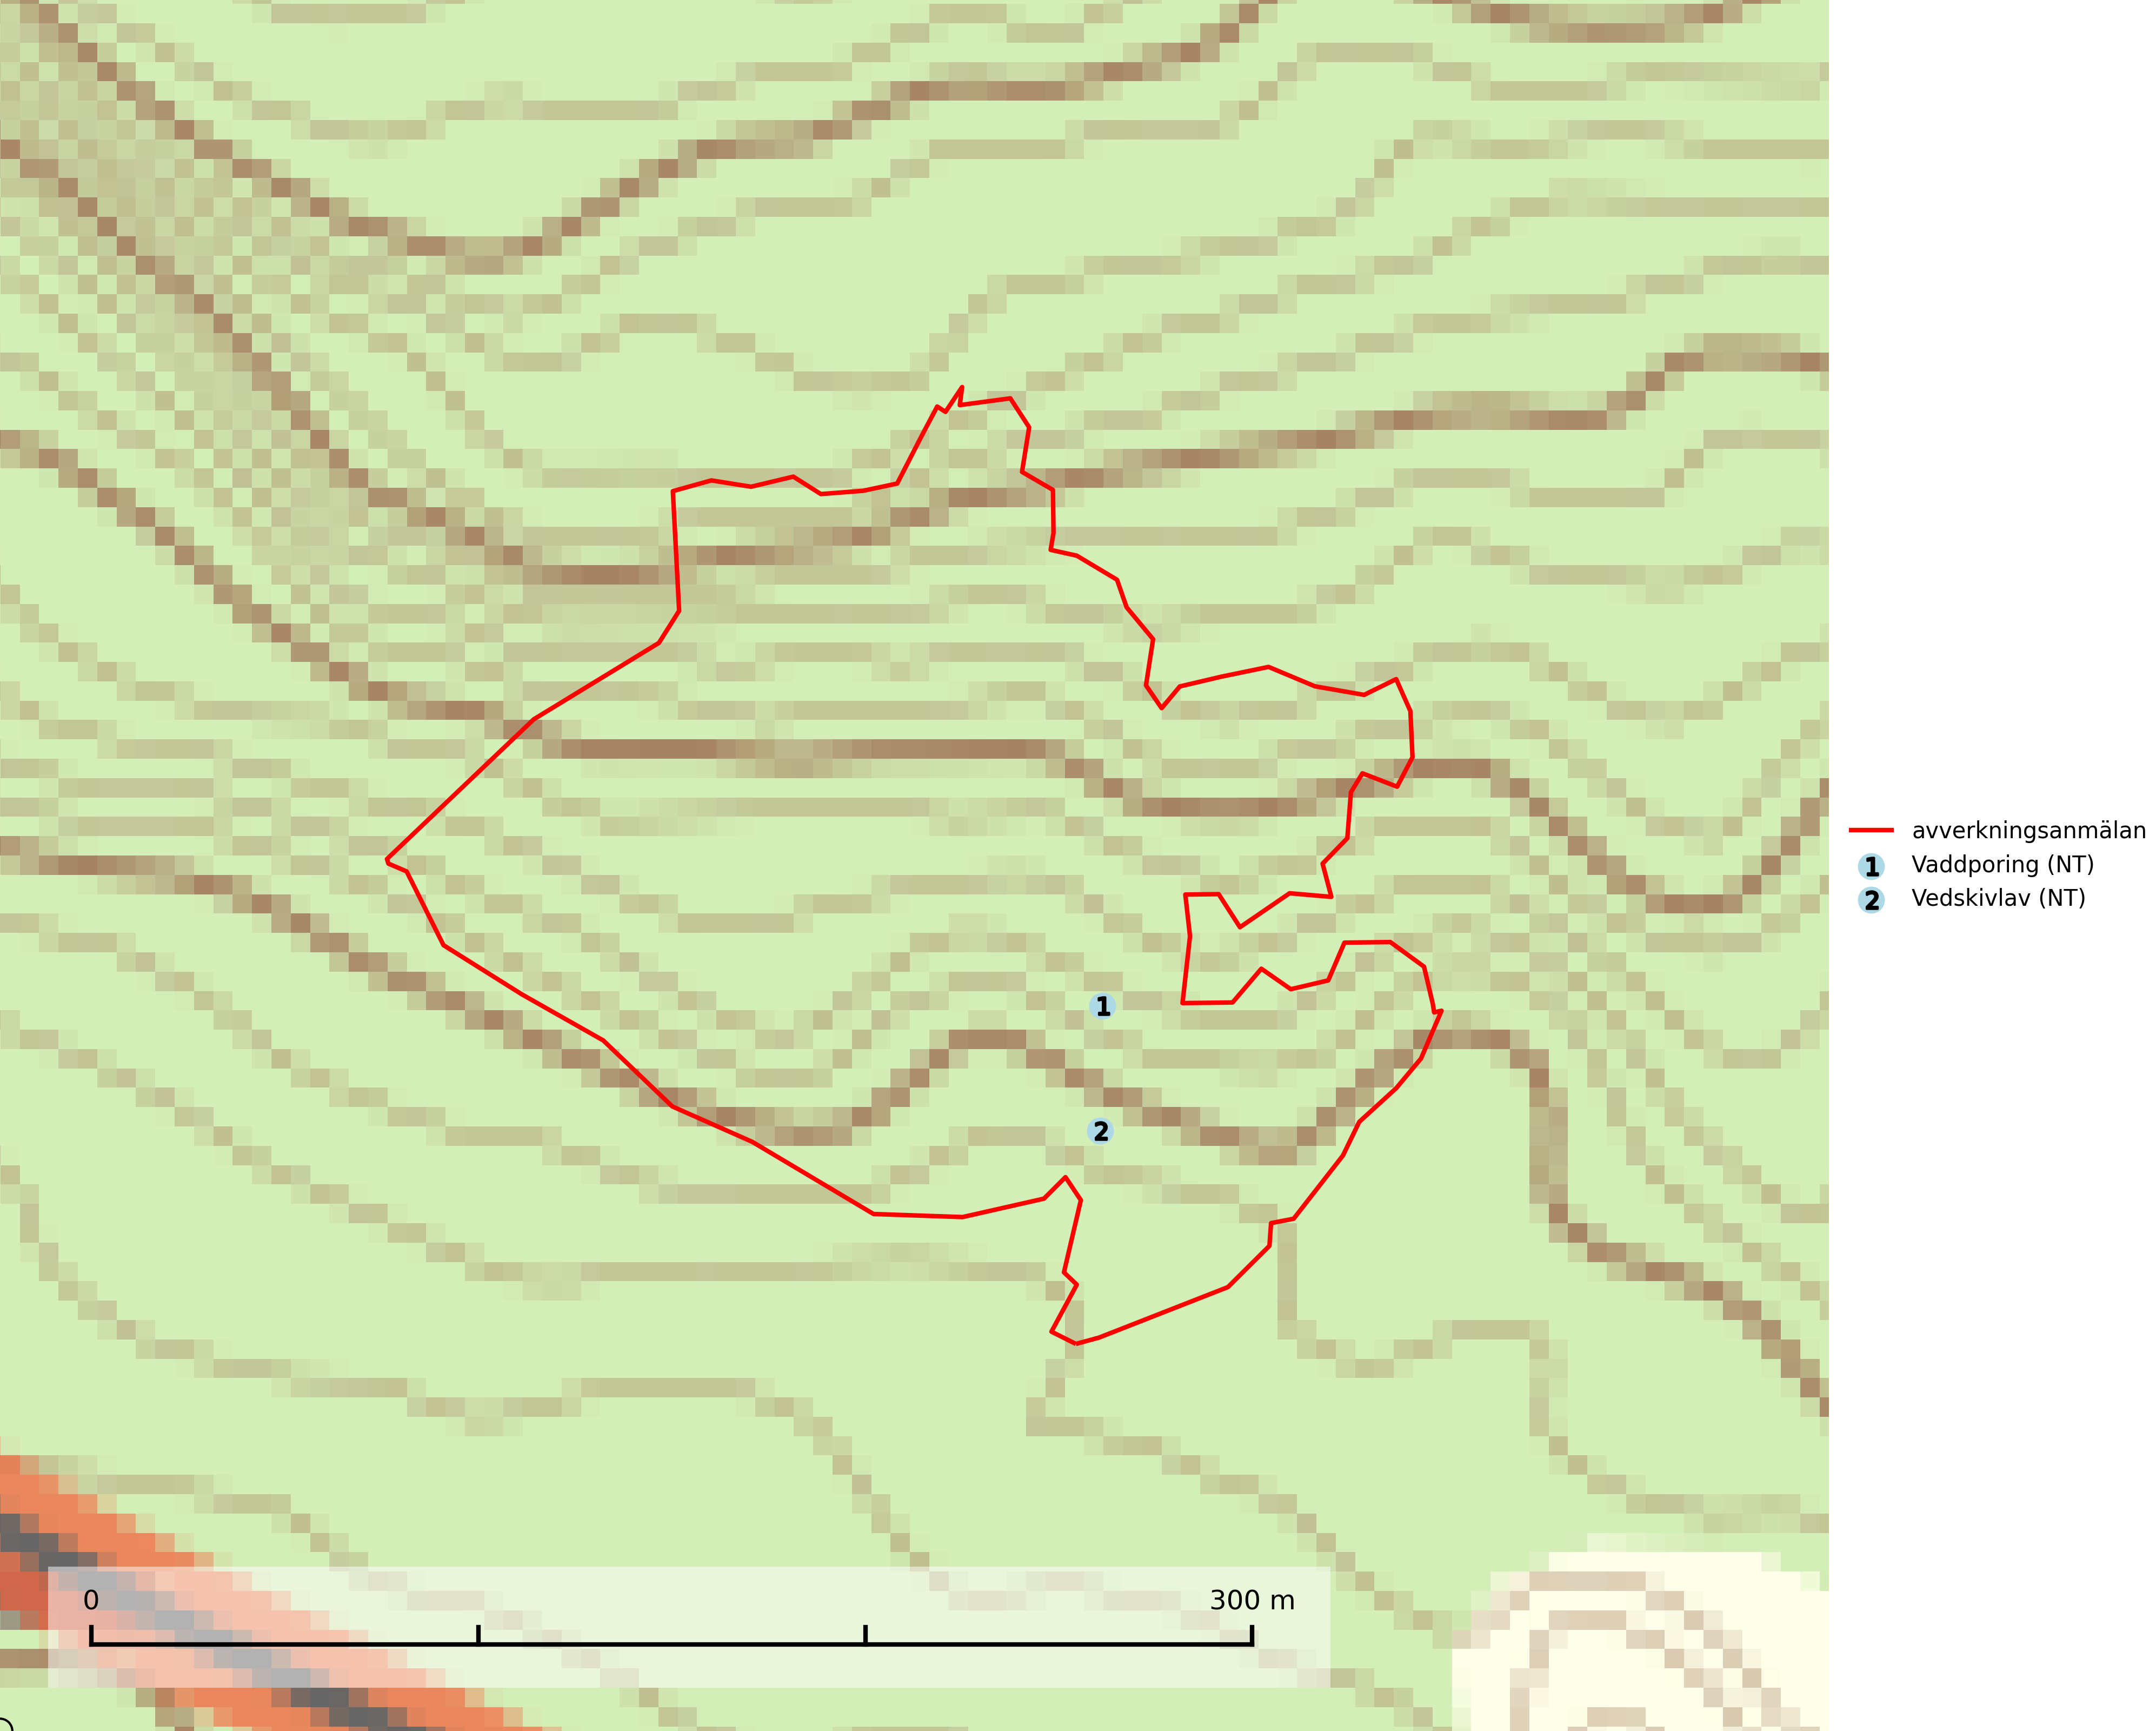 1
2
avverkningsanmälan
1 Vaddporing (NT)
2 Vedskivlav (NT)
0 300 m